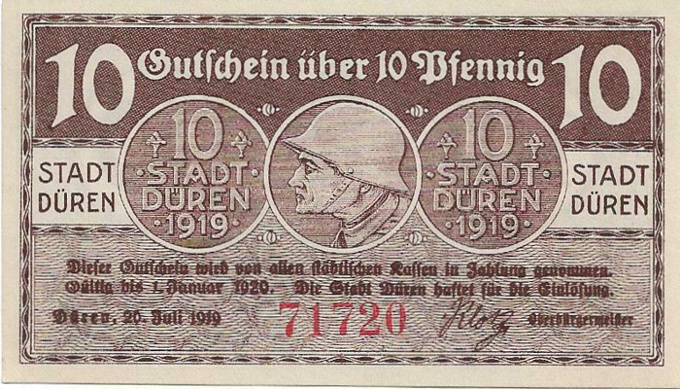 10 Gutschein über 10 Pfennig 10
STADT DÜREN
10 STADT DÜREN 1919
10 STADT DÜREN 1919
STADT DÜREN
Dieser Gutschein wird von allen städtischen Kassen in Zahlung genommen.
Gültig bis 1. Januar 1920. Die Stadt Düren haftet für die Einlösung.
Düren, 20. Juli 1919 71720 Klotz Oberbürgermeister